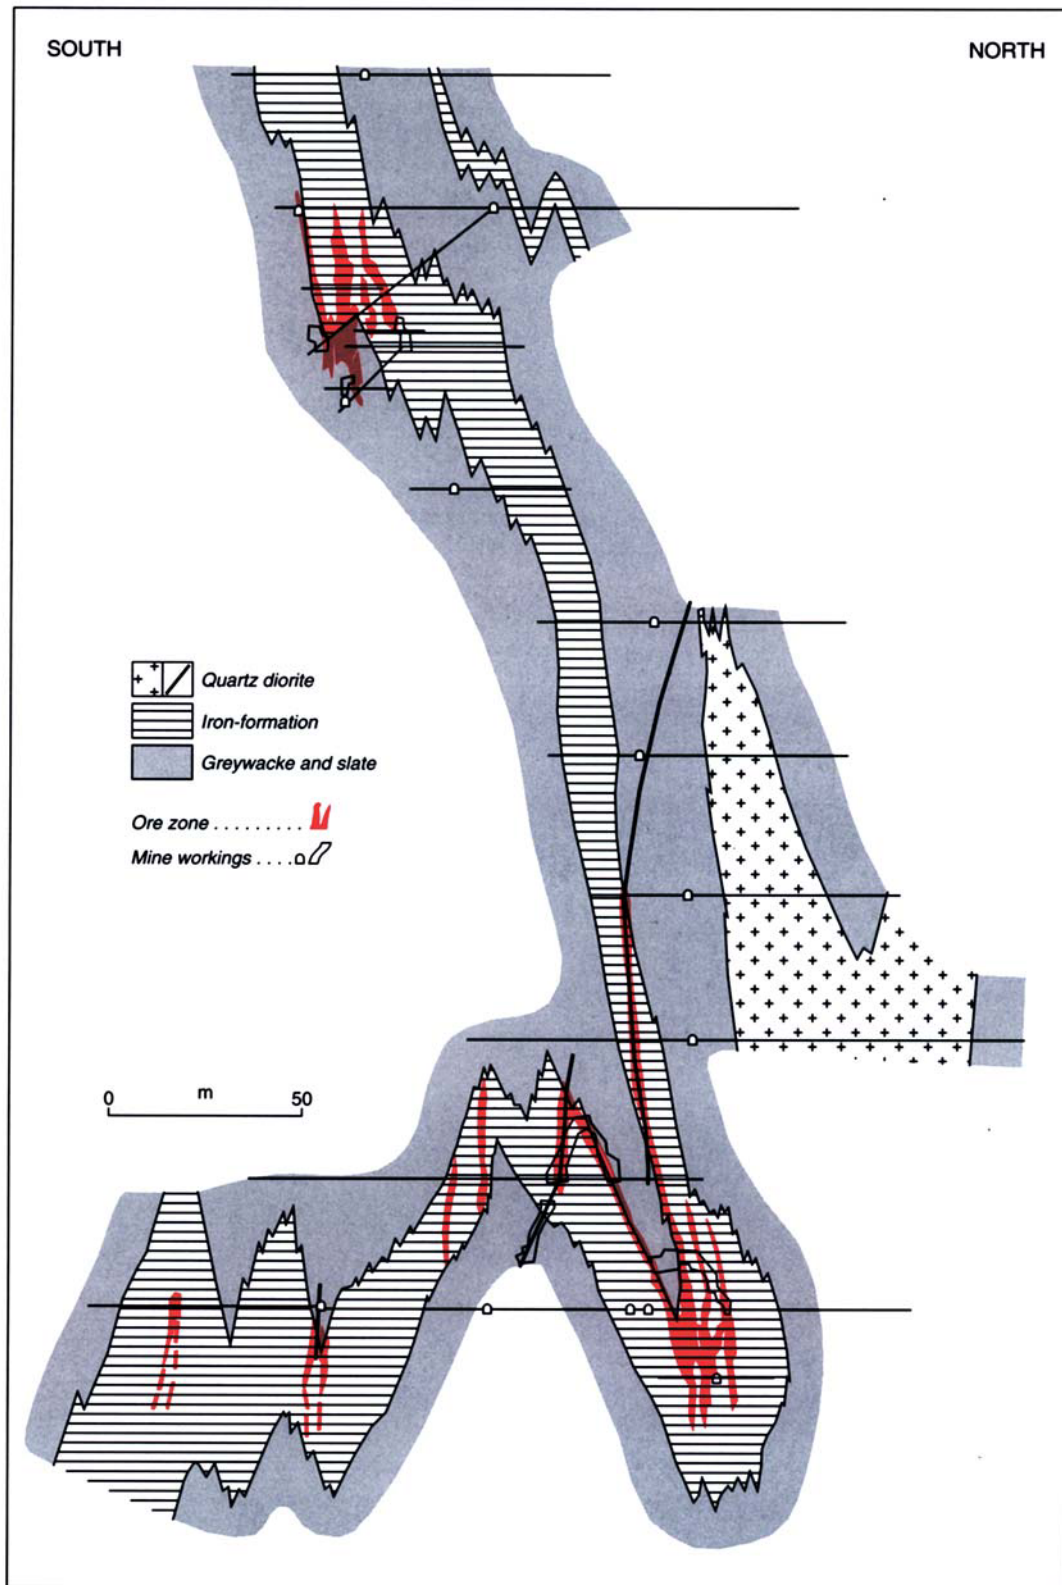 SOUTH
NORTH
Quartz diorite
Iron-formation
Greywacke and slate
Ore zone .........
Mine workings ....
0 m 50